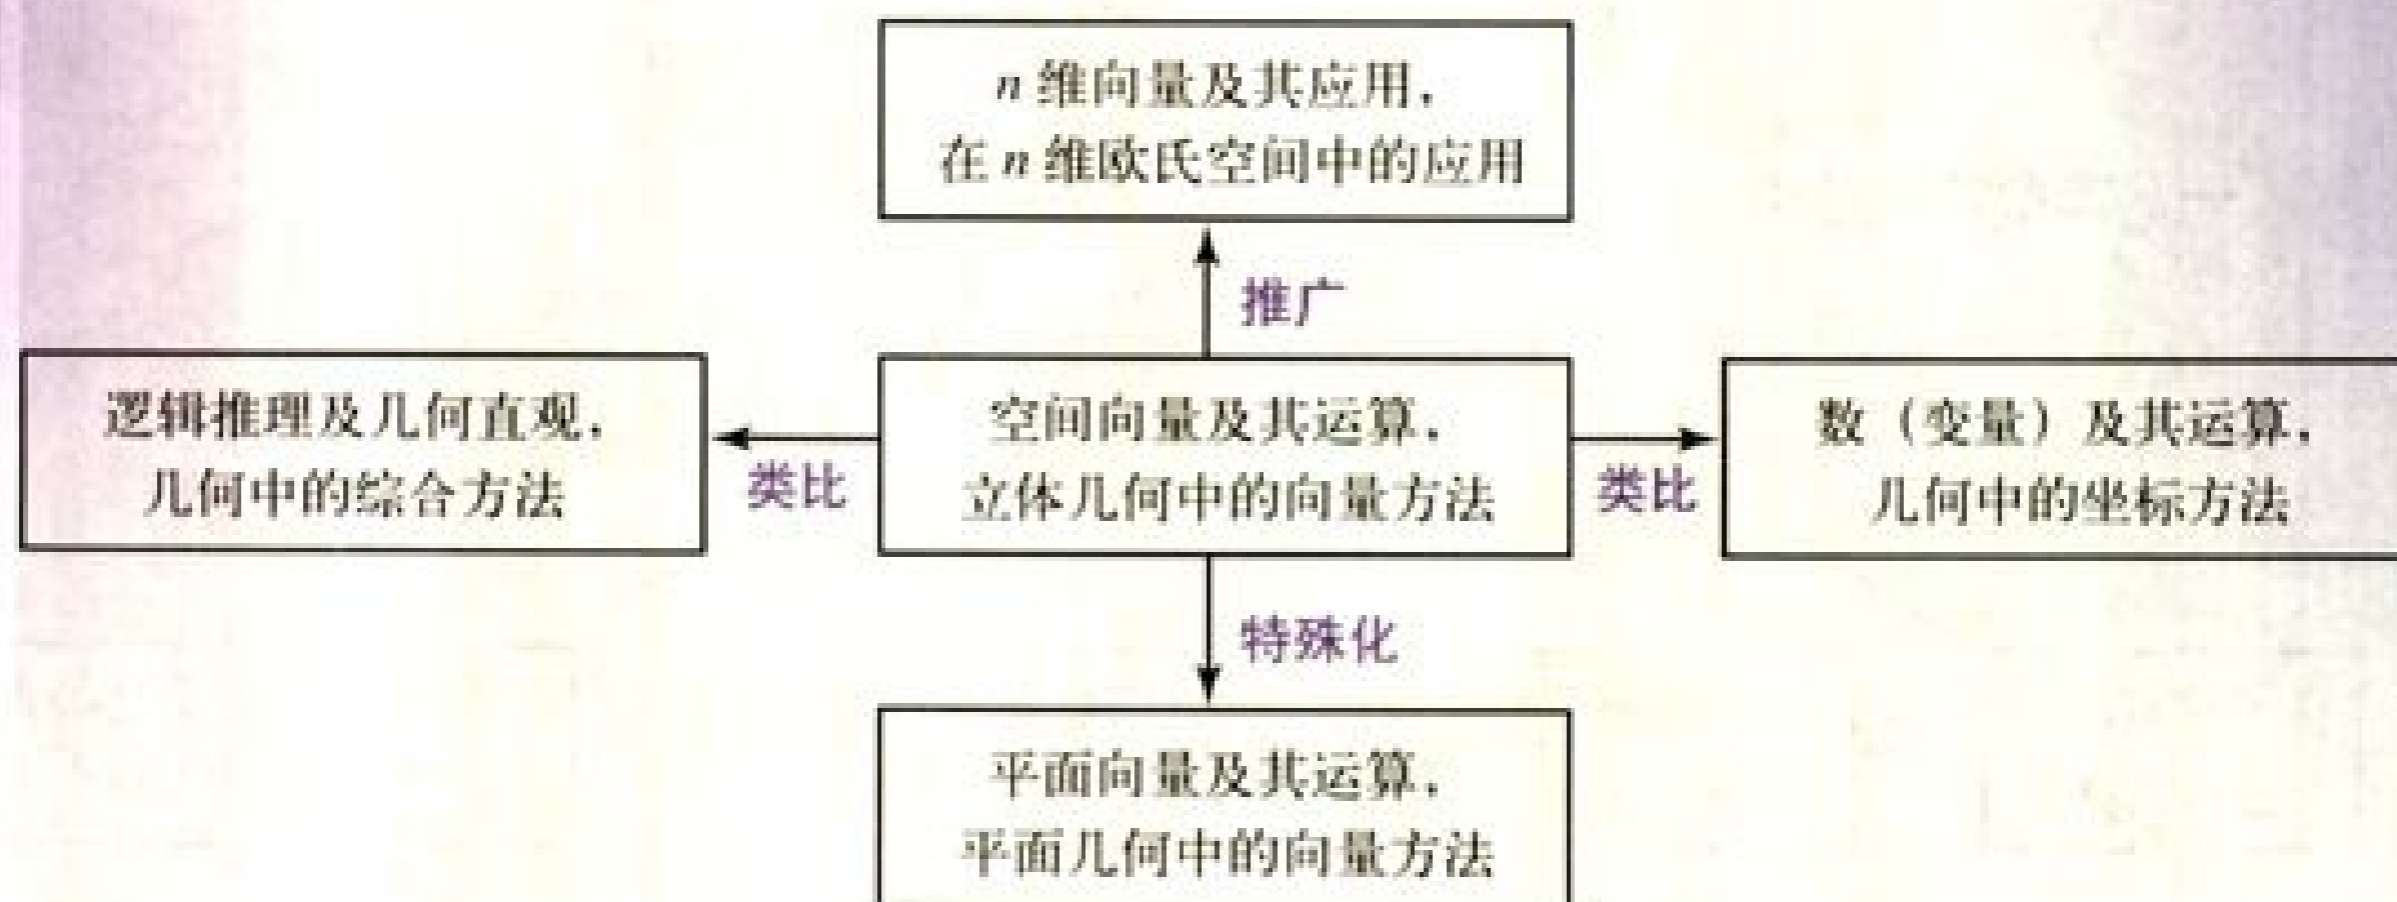 n 维向量及其应用，
在 n 维欧氏空间中的应用
推广
逻辑推理及几何直观，
几何中的综合方法
类比
空间向量及其运算，
立体几何中的向量方法
类比
数（变量）及其运算，
几何中的坐标方法
特殊化
平面向量及其运算，
平面几何中的向量方法